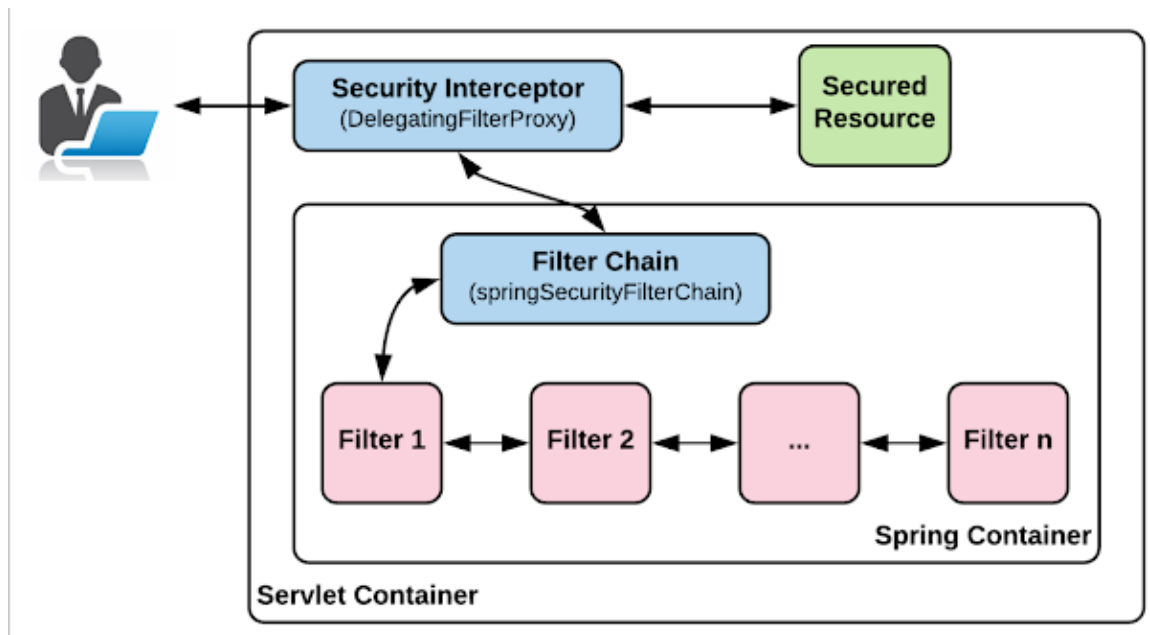 Security Interceptor
(DelegatingFilterProxy)
Secured
Resource
Filter Chain
(springSecurityFilterChain)
Filter 1
Filter 2
...
Filter n
Spring Container
Servlet Container